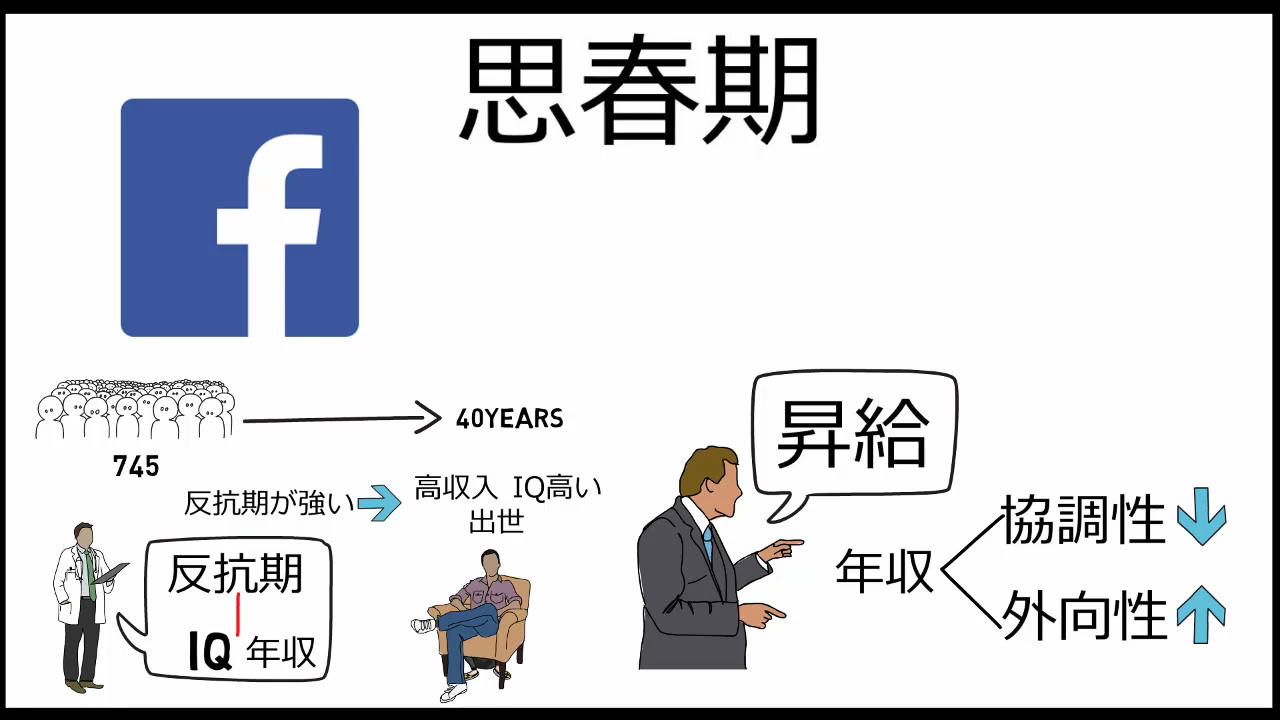 思春期
f
745
40YEARS
反抗期が強い
高収入 IQ高い
出世
反抗期
IQ 年収
昇給
年収
協調性
外向性